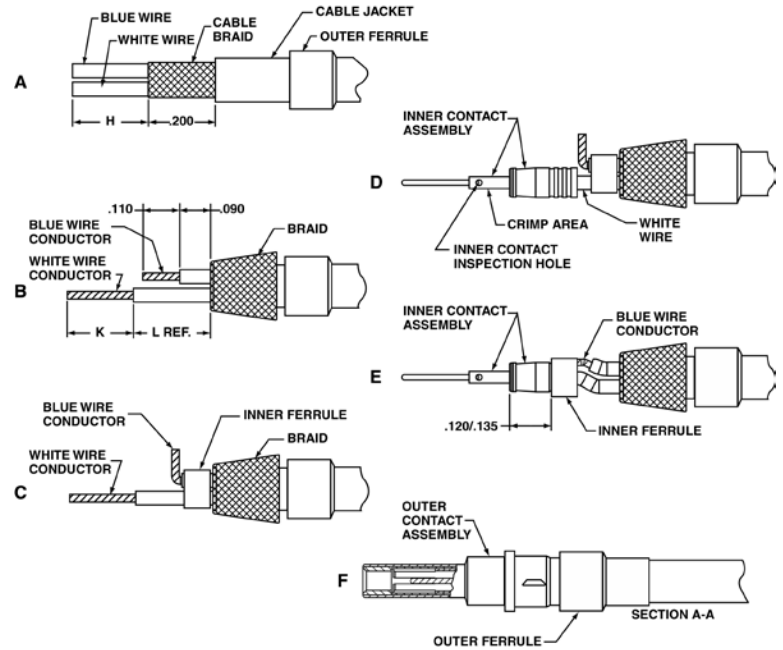 BLUE WIRE
WHITE WIRE
CABLE
BRAID
CABLE JACKET
OUTER FERRULE
A
H
.200
.110
.090
BLUE WIRE
CONDUCTOR
BRAID
WHITE WIRE
CONDUCTOR
B
K
L REF.
BLUE WIRE
CONDUCTOR
INNER FERRULE
BRAID
WHITE WIRE
CONDUCTOR
C
INNER CONTACT
ASSEMBLY
D
CRIMP AREA
WHITE
WIRE
INNER CONTACT
INSPECTION HOLE
INNER CONTACT
ASSEMBLY
BLUE WIRE
CONDUCTOR
E
.120/.135
INNER FERRULE
OUTER
CONTACT
ASSEMBLY
F
SECTION A-A
OUTER FERRULE